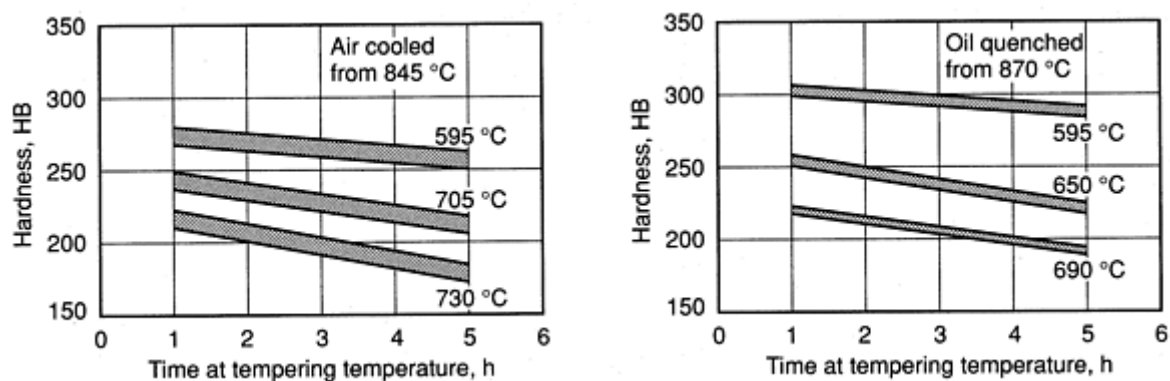 350
300
250
200
150
Hardness, HB
Air cooled
from 845 °C
595 °C
705 °C
730 °C
0 1 2 3 4 5 6
Time at tempering temperature, h
350
300
250
200
150
Hardness, HB
Oil quenched
from 870 °C
595 °C
650 °C
690 °C
0 1 2 3 4 5 6
Time at tempering temperature, h